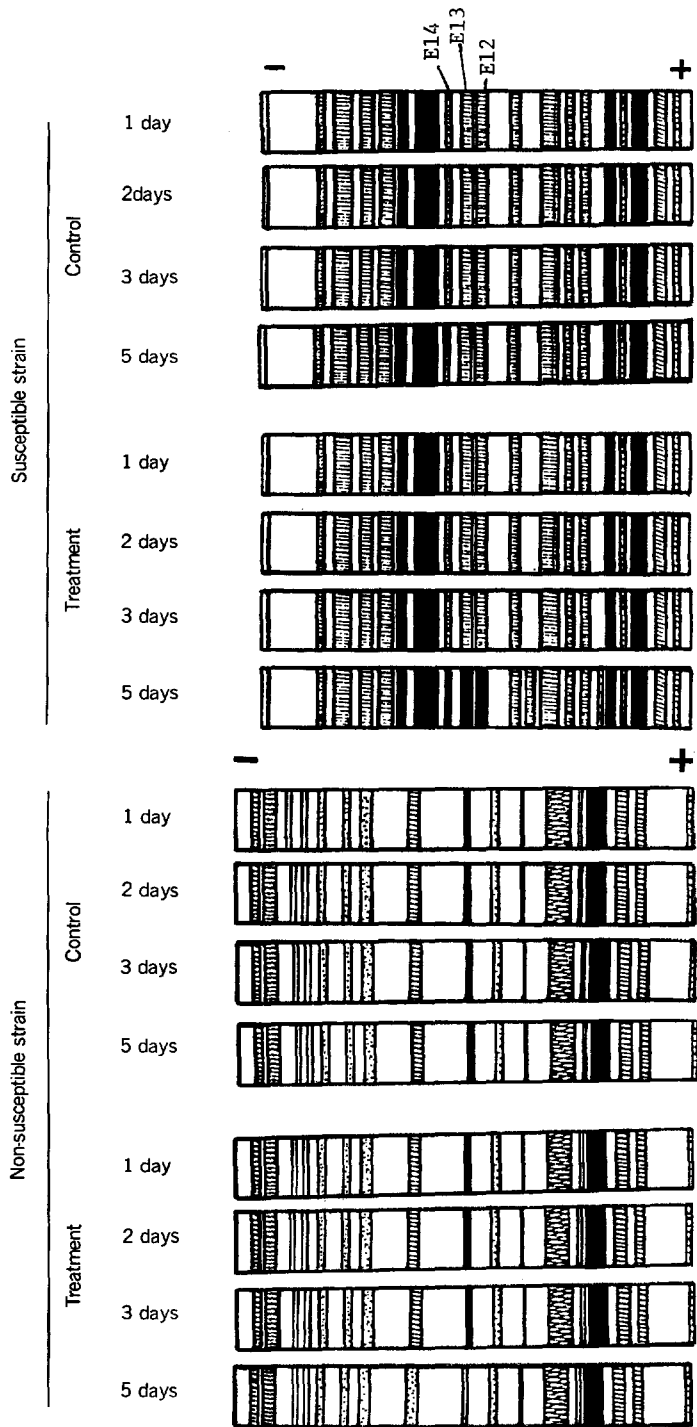 E14
E13
E12
−
+
Susceptible strain
Control
1 day
2days
3 days
5 days
Treatment
1 day
2 days
3 days
5 days
−
+
Non-susceptible strain
Control
1 day
2 days
3 days
5 days
Treatment
1 day
2 days
3 days
5 days